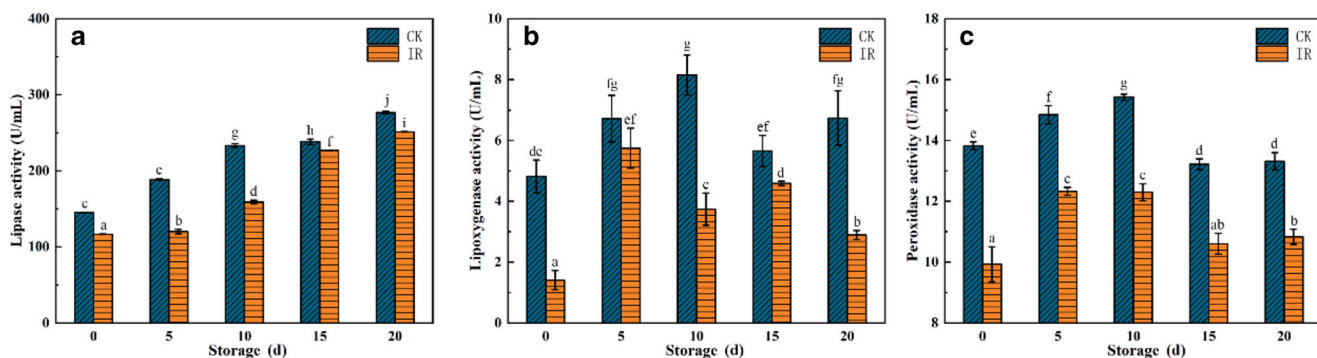 a
CK
IR
400
300
200
100
0
Lipase activity (U/mL)
c
a
c
b
g
d
h
f
j
i
0
5
10
15
20
Storage (d)
b
CK
IR
10
8
6
4
2
0
Lipoxygenase activity (U/mL)
dc
a
fg
ef
g
c
ef
d
fg
b
0
5
10
15
20
Storage (d)
c
CK
IR
18
16
14
12
10
8
Peroxidase activity (U/mL)
e
a
f
c
g
c
d
ab
d
b
0
5
10
15
20
Storage (d)